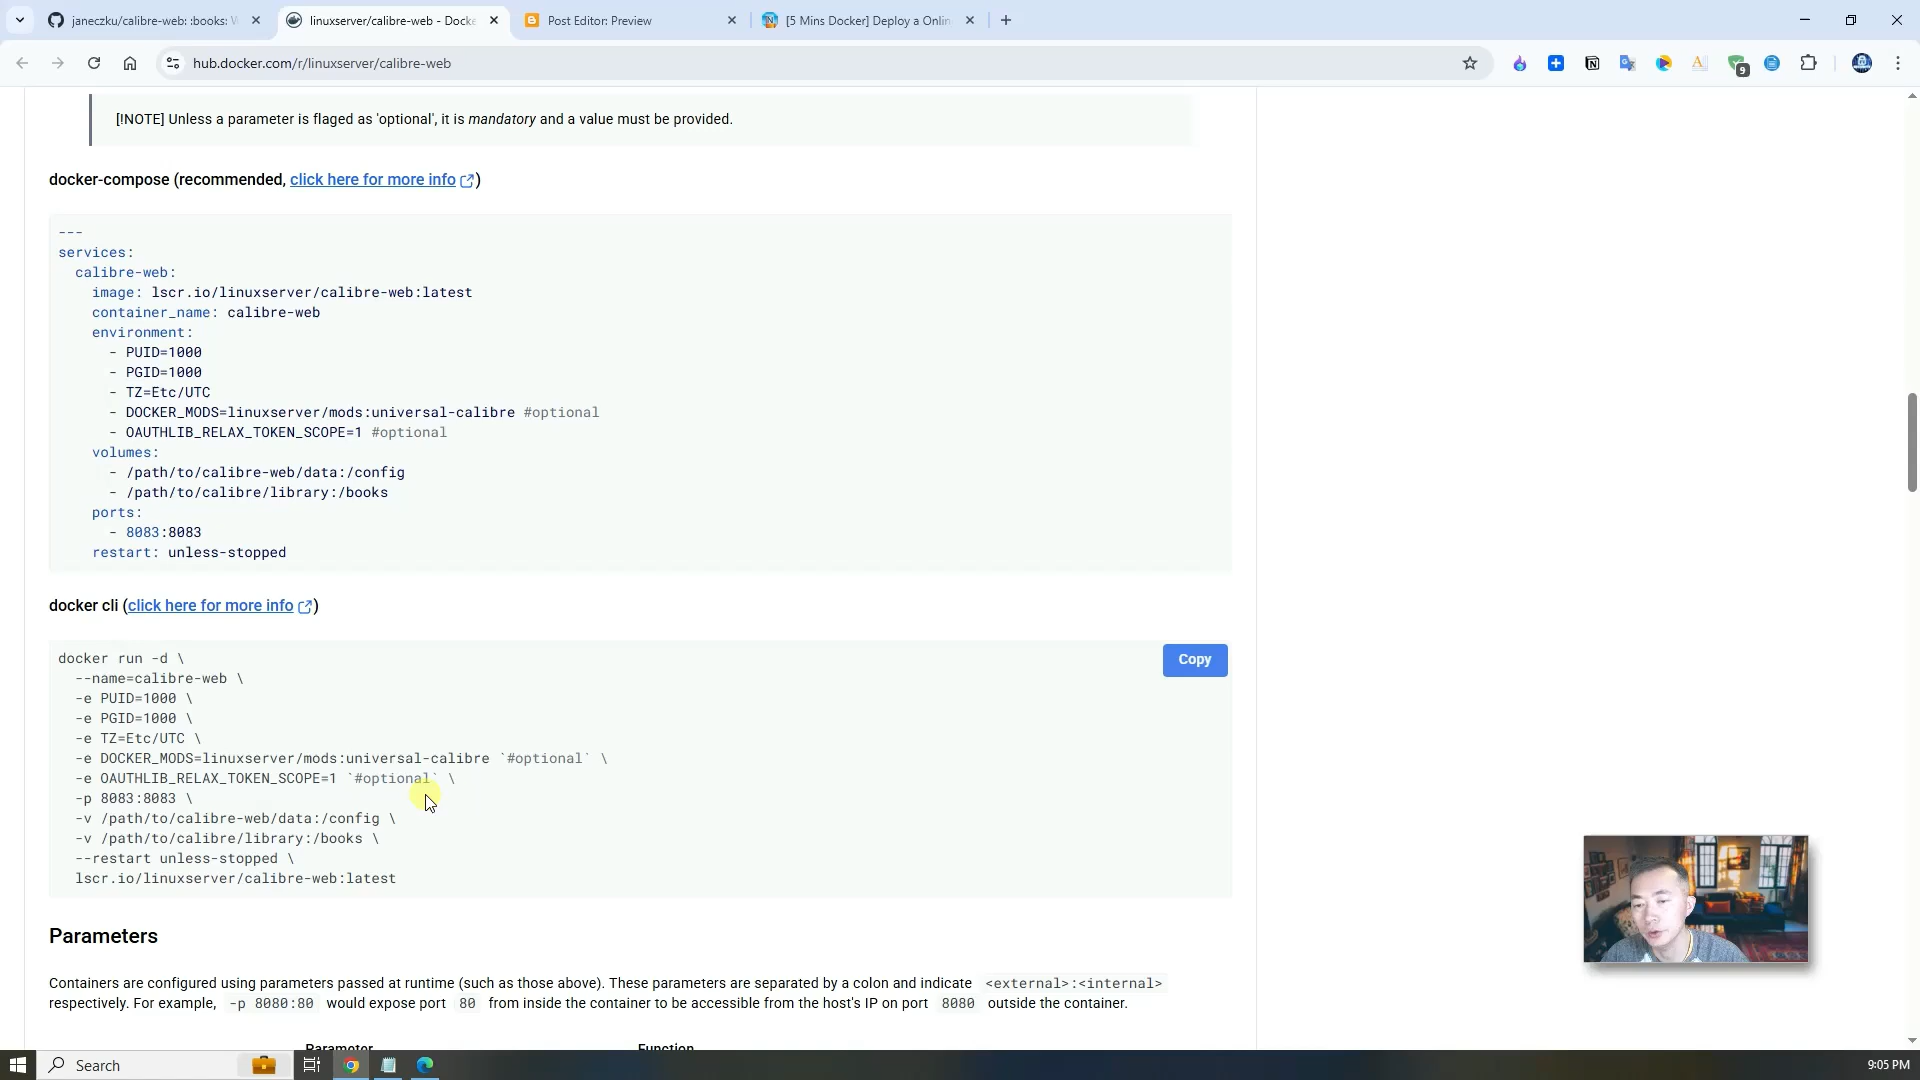 janeczku/calibre-web: :books: W
linuxserver/calibre-web - Docke
Post Editor: Preview
[5 Mins Docker] Deploy a Onlin
hub.docker.com/r/linuxserver/calibre-web
9
[!NOTE] Unless a parameter is flaged as 'optional', it is mandatory and a value must be provided.
docker-compose (recommended, click here for more info)
---
services:
  calibre-web:
    image: lscr.io/linuxserver/calibre-web:latest
    container_name: calibre-web
    environment:
      - PUID=1000
      - PGID=1000
      - TZ=Etc/UTC
      - DOCKER_MODS=linuxserver/mods:universal-calibre #optional
      - OAUTHLIB_RELAX_TOKEN_SCOPE=1 #optional
    volumes:
      - /path/to/calibre-web/data:/config
      - /path/to/calibre/library:/books
    ports:
      - 8083:8083
    restart: unless-stopped
docker cli (click here for more info)
Copy
docker run -d \
  --name=calibre-web \
  -e PUID=1000 \
  -e PGID=1000 \
  -e TZ=Etc/UTC \
  -e DOCKER_MODS=linuxserver/mods:universal-calibre `#optional` \
  -e OAUTHLIB_RELAX_TOKEN_SCOPE=1 `#optional` \
  -p 8083:8083 \
  -v /path/to/calibre-web/data:/config \
  -v /path/to/calibre/library:/books \
  --restart unless-stopped \
  lscr.io/linuxserver/calibre-web:latest
Parameters
Containers are configured using parameters passed at runtime (such as those above). These parameters are separated by a colon and indicate <external>:<internal>
respectively. For example, -p 8080:80 would expose port 80 from inside the container to be accessible from the host's IP on port 8080 outside the container.
Parameter Function
Search
9:05 PM